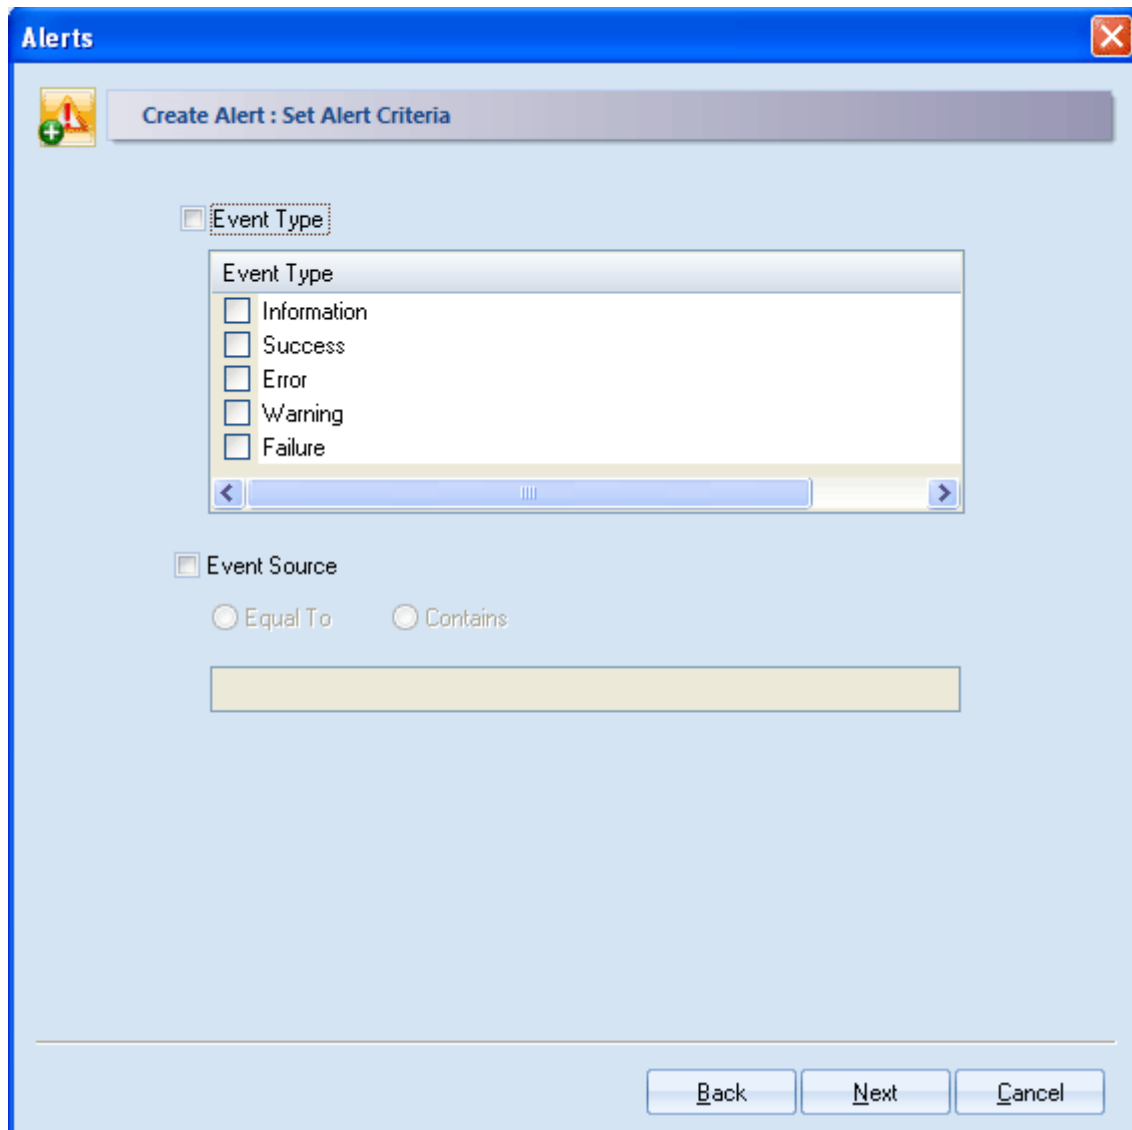 Alerts
Create Alert : Set Alert Criteria
Event Type
Event Type
Information
Success
Error
Warning
Failure
Event Source
Equal To Contains
Back Next Cancel